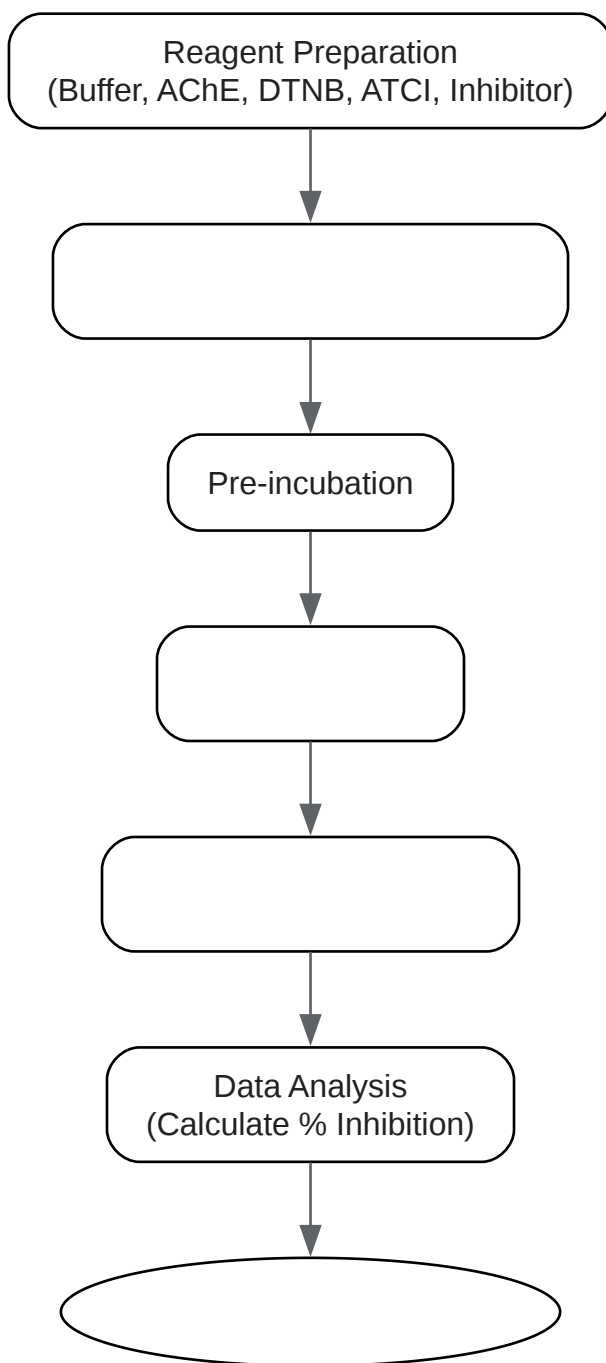 Reagent Preparation
(Buffer, AChE, DTNB, ATCI, Inhibitor)
Pre-incubation
Data Analysis
(Calculate % Inhibition)